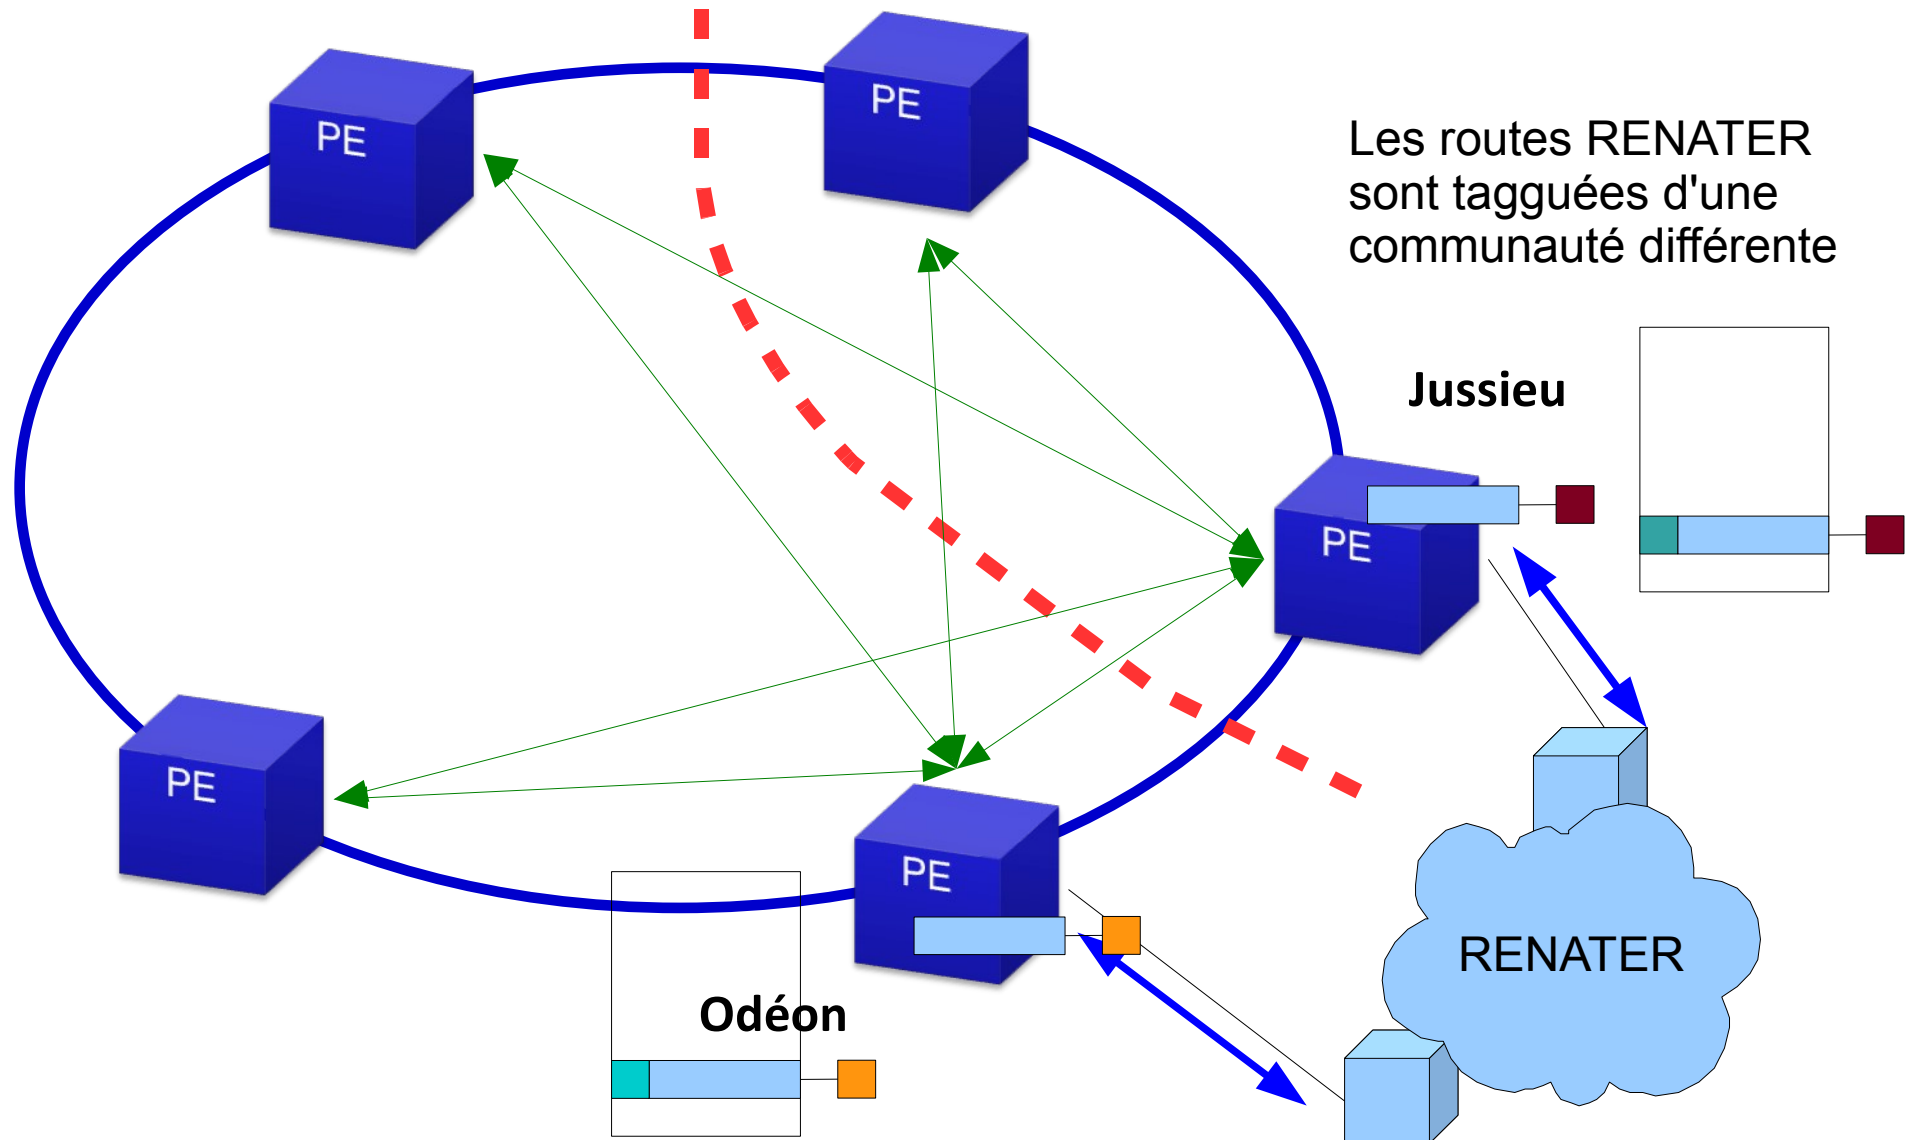 PE
PE
Les routes RENATER
sont tagguées d'une
communauté différente
Jussieu
PE
PE
PE
RENATER
Odéon